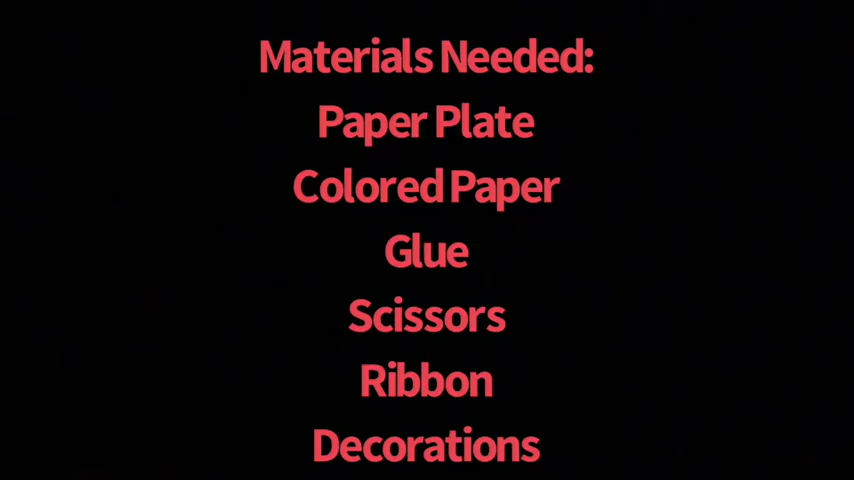 Materials Needed:
Paper Plate
Colored Paper
Glue
Scissors
Ribbon
Decorations